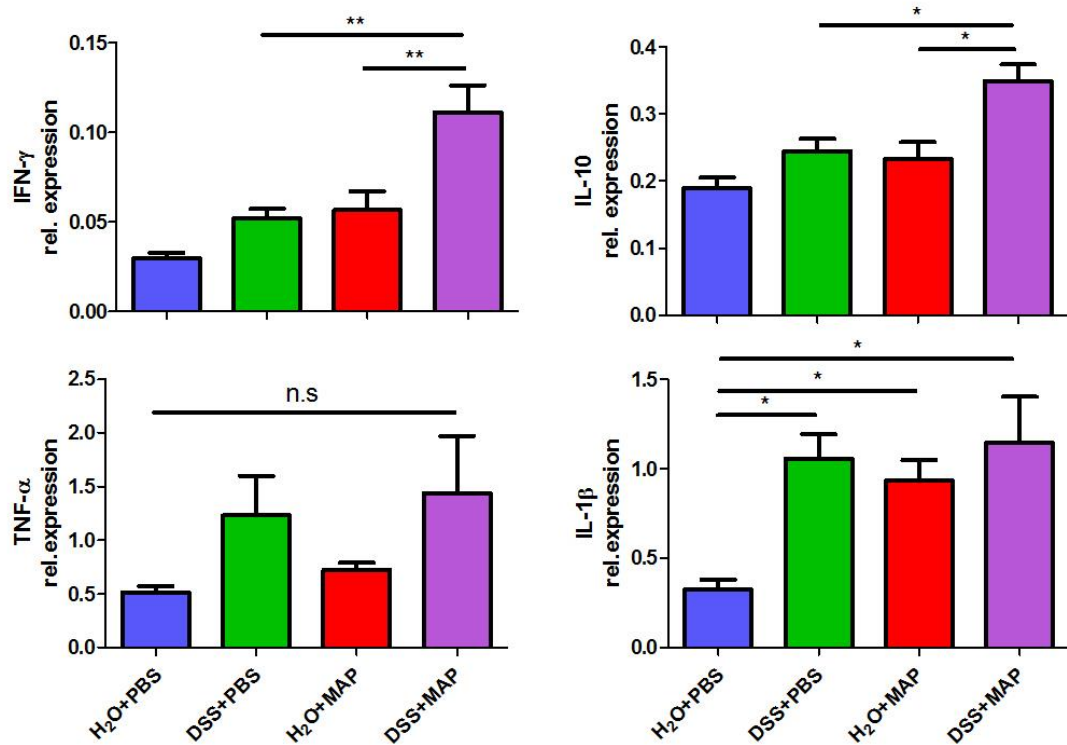 **
**
0.15
0.10
0.05
0.00
IFN-γ
rel. expression
*
*
0.4
0.3
0.2
0.1
0.0
IL-10
rel. expression
n.s
2.5
2.0
1.5
1.0
0.5
0.0
TNF-α
rel.expression
H₂O+PBS
DSS+PBS
H₂O+MAP
DSS+MAP
*
*
*
1.5
1.0
0.5
0.0
IL-1β
rel.expression
H₂O+PBS
DSS+PBS
H₂O+MAP
DSS+MAP